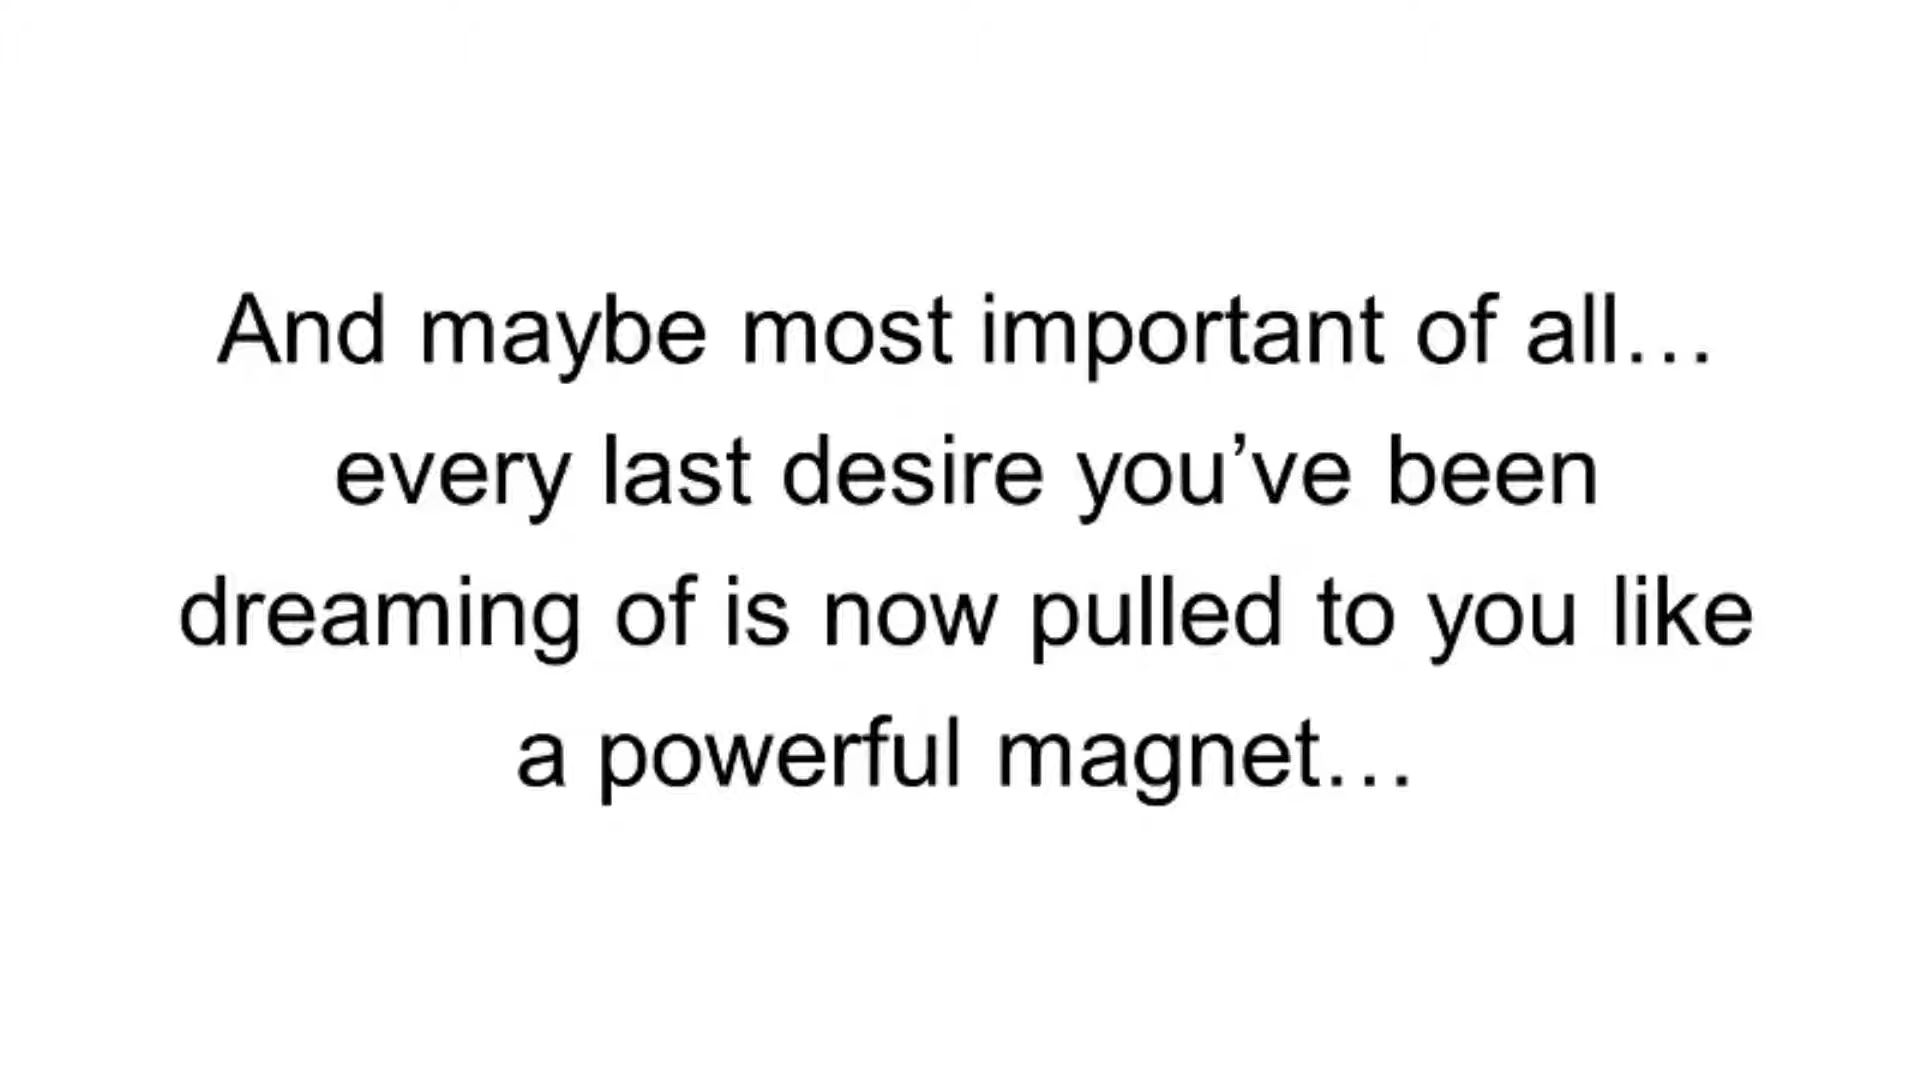 And maybe most important of all…
every last desire you’ve been
dreaming of is now pulled to you like
a powerful magnet…